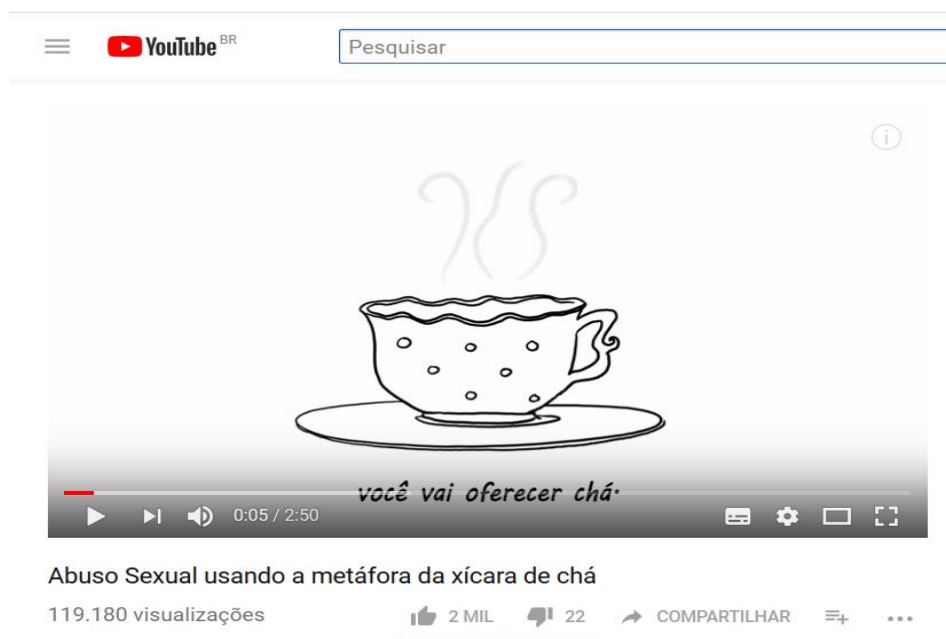 YouTube BR
Pesquisar
você vai oferecer chá.
0:05 / 2:50
Abuso Sexual usando a metáfora da xícara de chá
119.180 visualizações
2 MIL
22
COMPARTILHAR